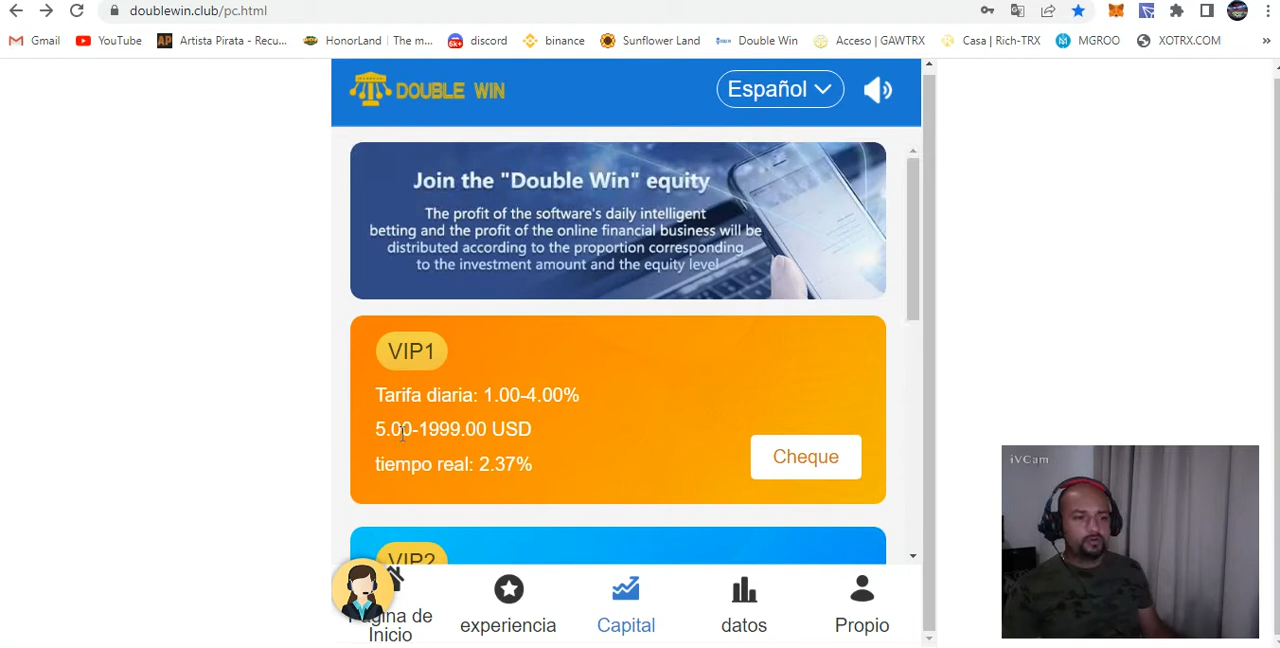 doublewin.club/pc.html
Gmail
YouTube
AP
Artista Pirata - Recu...
HonorLand | The m...
6k+
discord
binance
Sunflower Land
Double Win
Acceso | GAWTRX
Casa | Rich-TRX
MGROO
XOTRX.COM
»
DOUBLE WIN
Español
Join the "Double Win" equity
The profit of the software's daily intelligent
betting and the profit of the online financial business will be
distributed according to the proportion corresponding
to the investment amount and the equity level
VIP1
Tarifa diaria: 1.00-4.00%
5.00-1999.00 USD
tiempo real: 2.37%
Cheque
VIP2
Página de
Inicio
experiencia
Capital
datos
Propio
iVCam